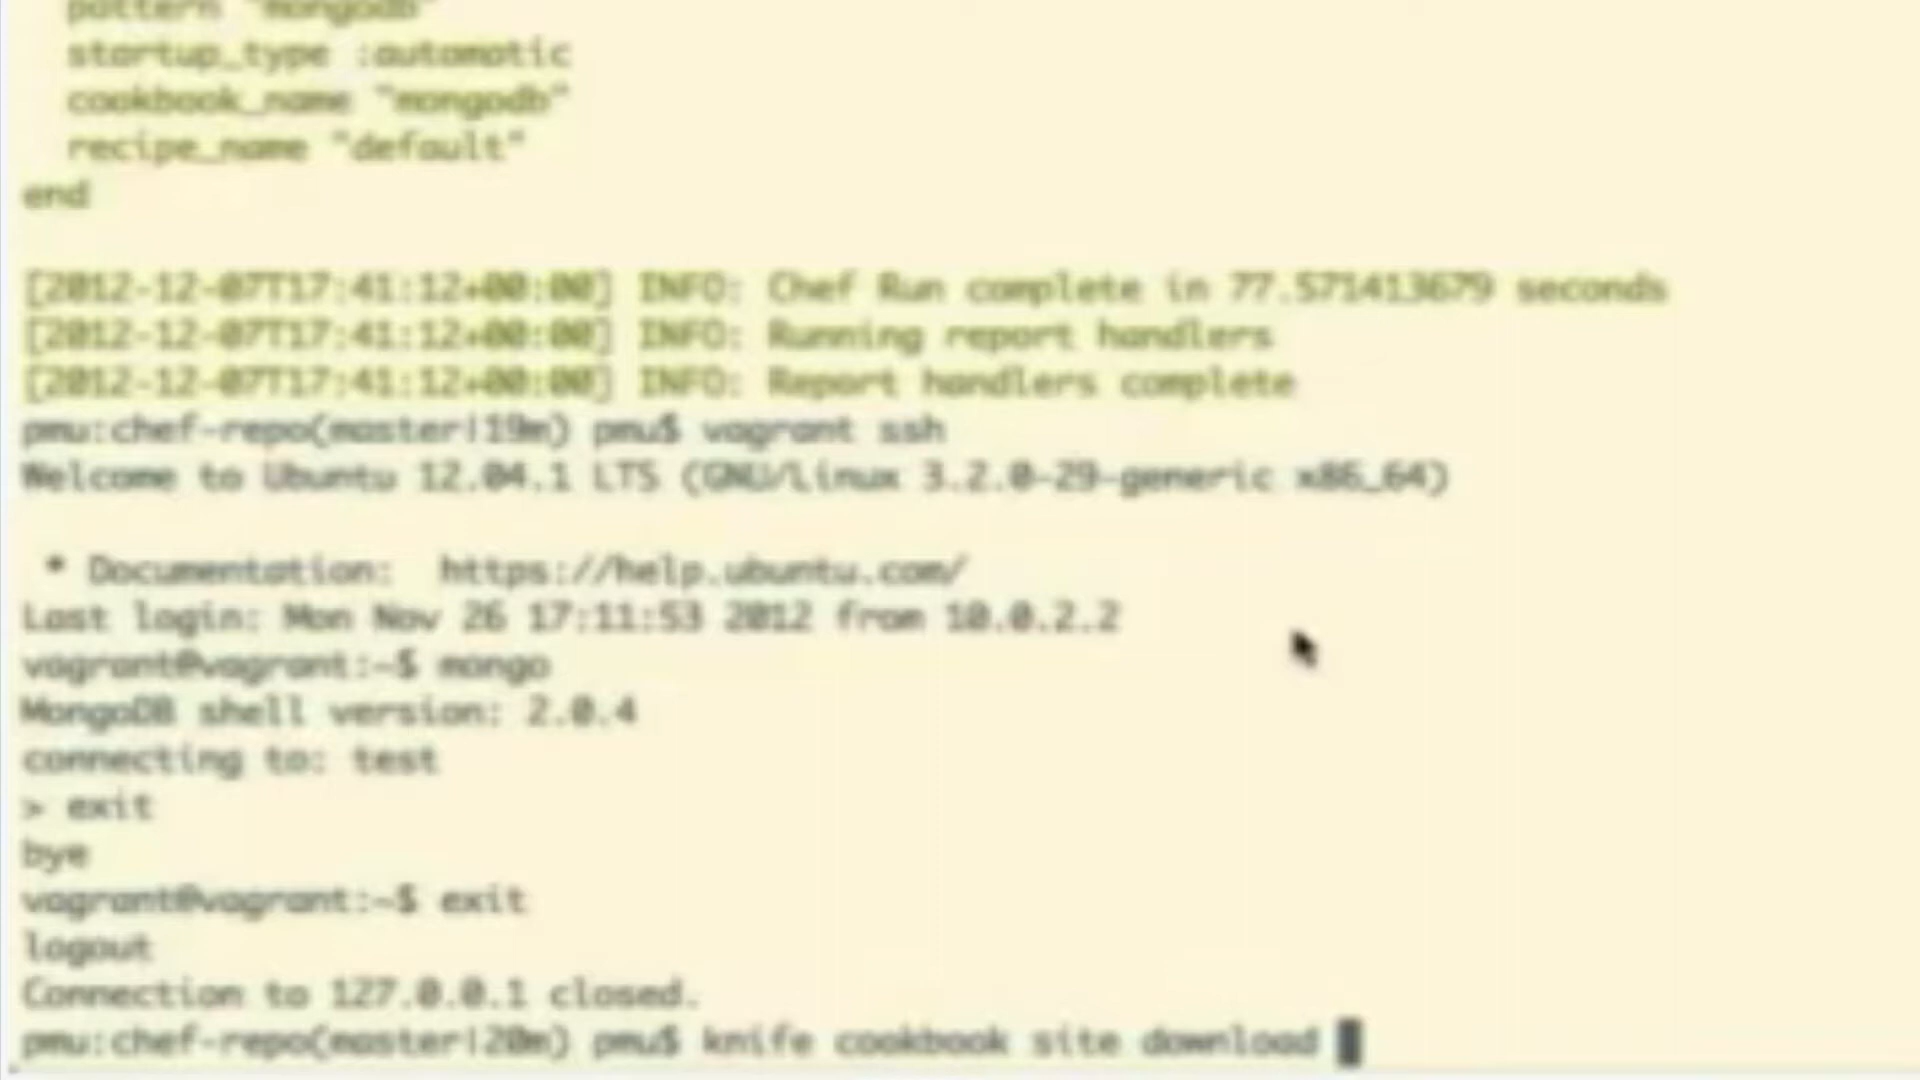 pattern "mongodb"
startup_type :automatic
cookbook_name "mongodb"
recipe_name "default"
end
[2012-12-07T17:41:12+00:00] INFO: Chef Run complete in 77.571413679 seconds
[2012-12-07T17:41:12+00:00] INFO: Running report handlers
[2012-12-07T17:41:12+00:00] INFO: Report handlers complete
pmu:chef-repo(master|19m) pmu$ vagrant ssh
Welcome to Ubuntu 12.04.1 LTS (GNU/Linux 3.2.0-29-generic x86_64)
* Documentation:  https://help.ubuntu.com/
Last login: Mon Nov 26 17:11:53 2012 from 10.0.2.2
vagrant@vagrant:~$ mongo
MongoDB shell version: 2.0.4
connecting to: test
> exit
bye
vagrant@vagrant:~$ exit
logout
Connection to 127.0.0.1 closed.
pmu:chef-repo(master|20m) pmu$ knife cookbook site download